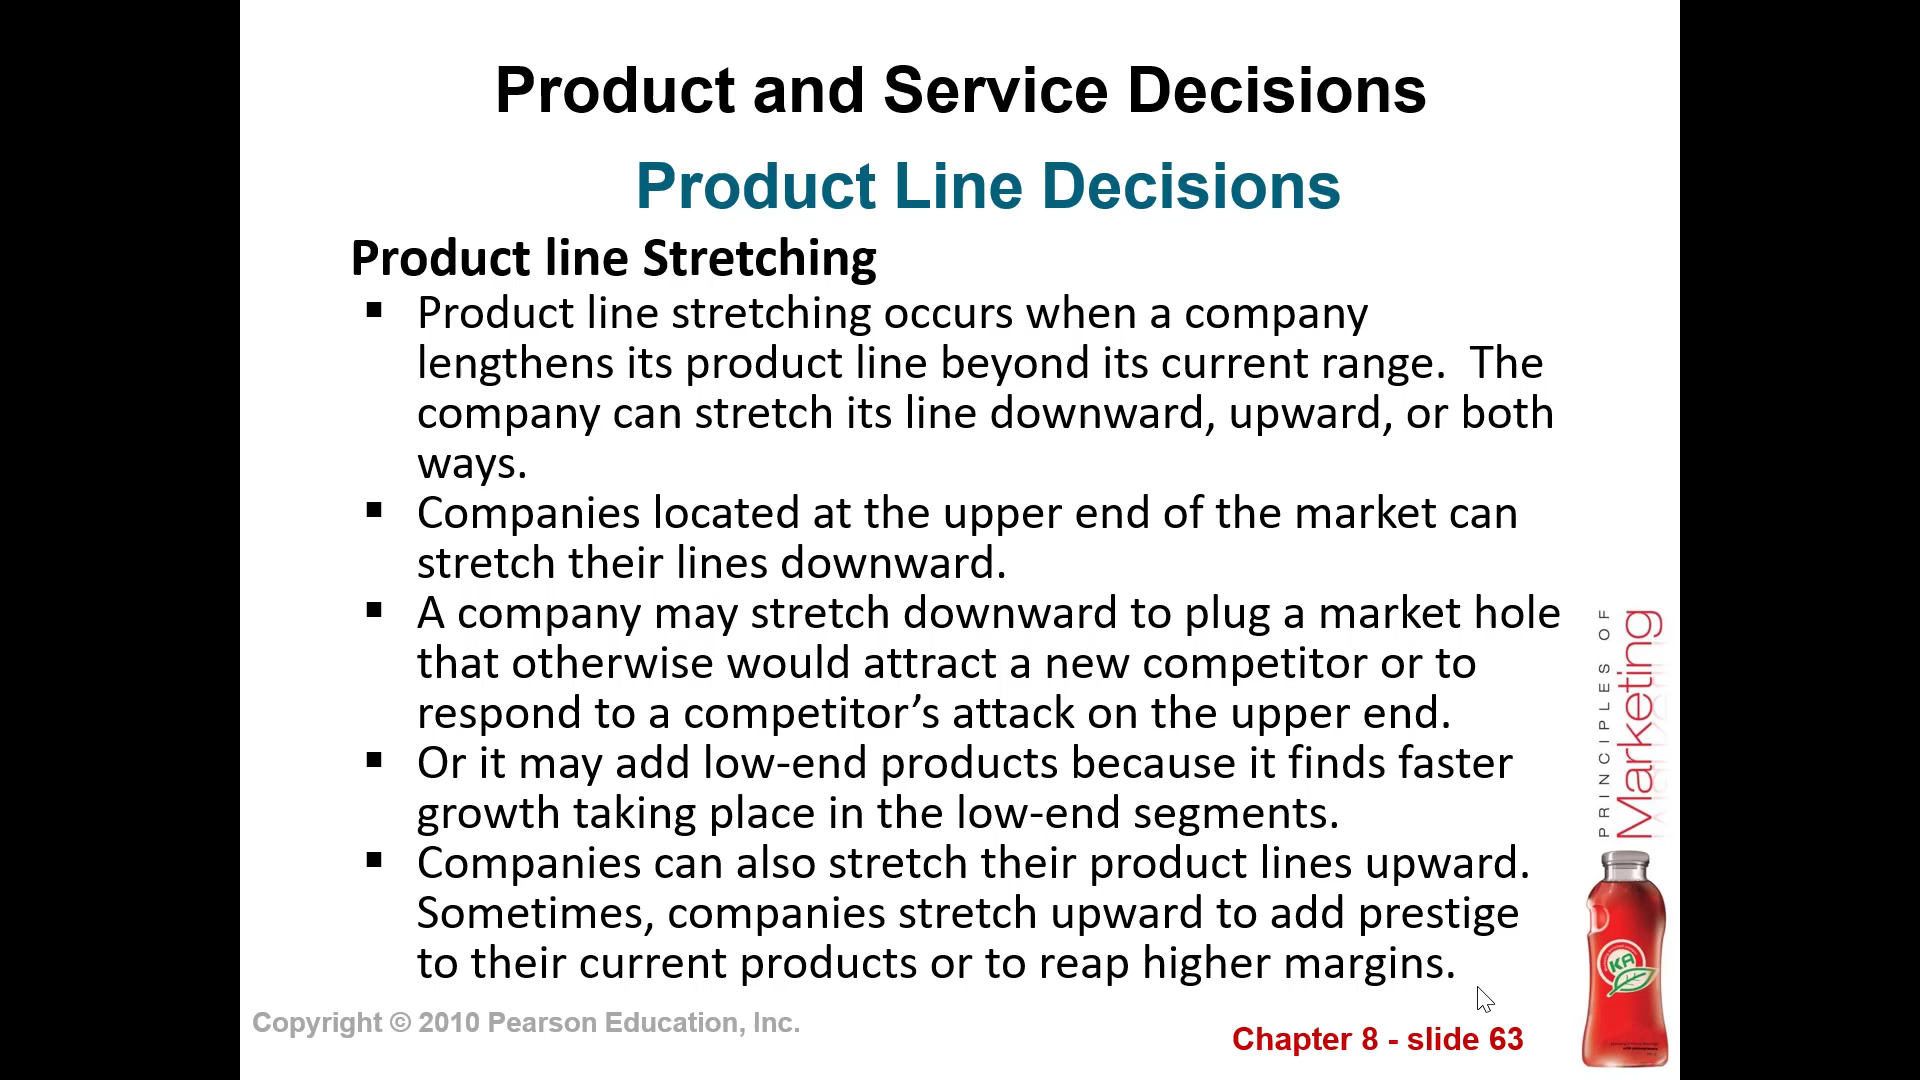 Product and Service Decisions
Product Line Decisions
Product line Stretching
▪ Product line stretching occurs when a company
lengthens its product line beyond its current range.  The
company can stretch its line downward, upward, or both
ways.
▪ Companies located at the upper end of the market can
stretch their lines downward.
▪ A company may stretch downward to plug a market hole
that otherwise would attract a new competitor or to
respond to a competitor’s attack on the upper end.
▪ Or it may add low-end products because it finds faster
growth taking place in the low-end segments.
▪ Companies can also stretch their product lines upward.
Sometimes, companies stretch upward to add prestige
to their current products or to reap higher margins.
PRINCIPLES OF
Marketing
KA
Copyright © 2010 Pearson Education, Inc.
Chapter 8 - slide 63